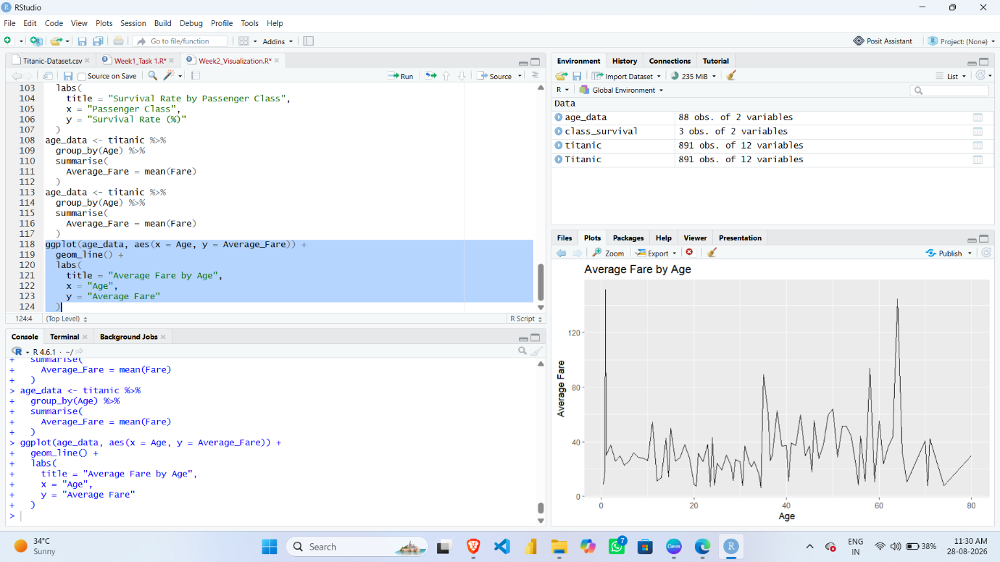 RStudio
File Edit Code View Plots Session Build Debug Profile Tools Help
Go to file/function Addins Posit Assistant Project: (None)
Titanic-Dataset.csv Week1_Task 1.R* Week2_Visualization.R*
Source on Save Run Source
103 labs(
104 title = "Survival Rate by Passenger Class",
105 x = "Passenger Class",
106 y = "Survival Rate (%)"
107 )
108 age_data <- titanic %>%
109 group_by(Age) %>%
110 summarise(
111 Average_Fare = mean(Fare)
112 )
113 age_data <- titanic %>%
114 group_by(Age) %>%
115 summarise(
116 Average_Fare = mean(Fare)
117 )
118 ggplot(age_data, aes(x = Age, y = Average_Fare)) +
119 geom_line() +
120 labs(
121 title = "Average Fare by Age",
122 x = "Age",
123 y = "Average Fare"
124 )
124:4 (Top Level) R Script
Console Terminal Background Jobs
R R 4.6.1 · ~/
+ summarise(
+ Average_Fare = mean(Fare)
+ )
> age_data <- titanic %>%
+ group_by(Age) %>%
+ summarise(
+ Average_Fare = mean(Fare)
+ )
> ggplot(age_data, aes(x = Age, y = Average_Fare)) +
+ geom_line() +
+ labs(
+ title = "Average Fare by Age",
+ x = "Age",
+ y = "Average Fare"
+ )
>
Environment History Connections Tutorial
Import Dataset 235 MiB List
R Global Environment
Data
age_data 88 obs. of 2 variables
class_survival 3 obs. of 2 variables
titanic 891 obs. of 12 variables
Titanic 891 obs. of 12 variables
Files Plots Packages Help Viewer Presentation
Zoom Export Publish
Average Fare by Age
Average Fare
120
80
40
0
0 20 40 60 80
Age
34°C
Sunny
Search
7
Canva
R
ENG
IN
38%
11:30 AM
28-08-2026